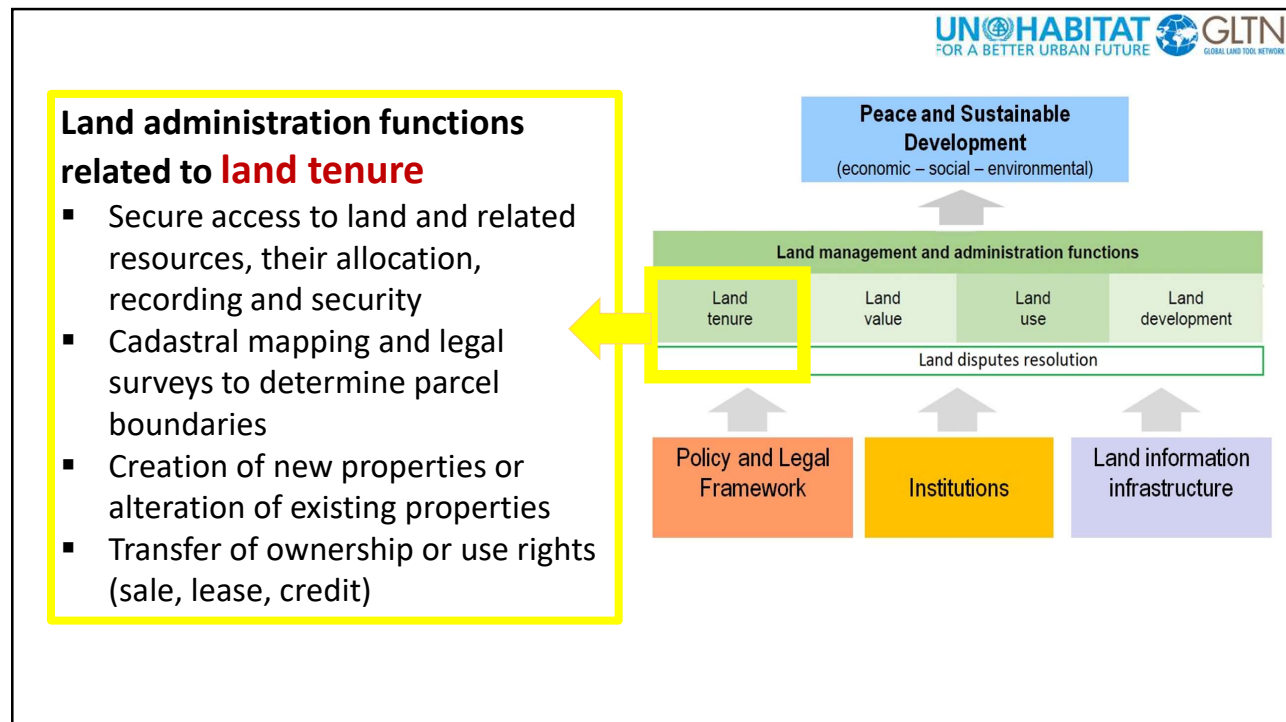 UN HABITAT
FOR A BETTER URBAN FUTURE
GLTN
GLOBAL LAND TOOL NETWORK
Land administration functions
related to land tenure
▪ Secure access to land and related
resources, their allocation,
recording and security
▪ Cadastral mapping and legal
surveys to determine parcel
boundaries
▪ Creation of new properties or
alteration of existing properties
▪ Transfer of ownership or use rights
(sale, lease, credit)
Peace and Sustainable
Development
(economic – social – environmental)
Land management and administration functions
Land
tenure
Land
value
Land
use
Land
development
Land disputes resolution
Policy and Legal
Framework
Institutions
Land information
infrastructure